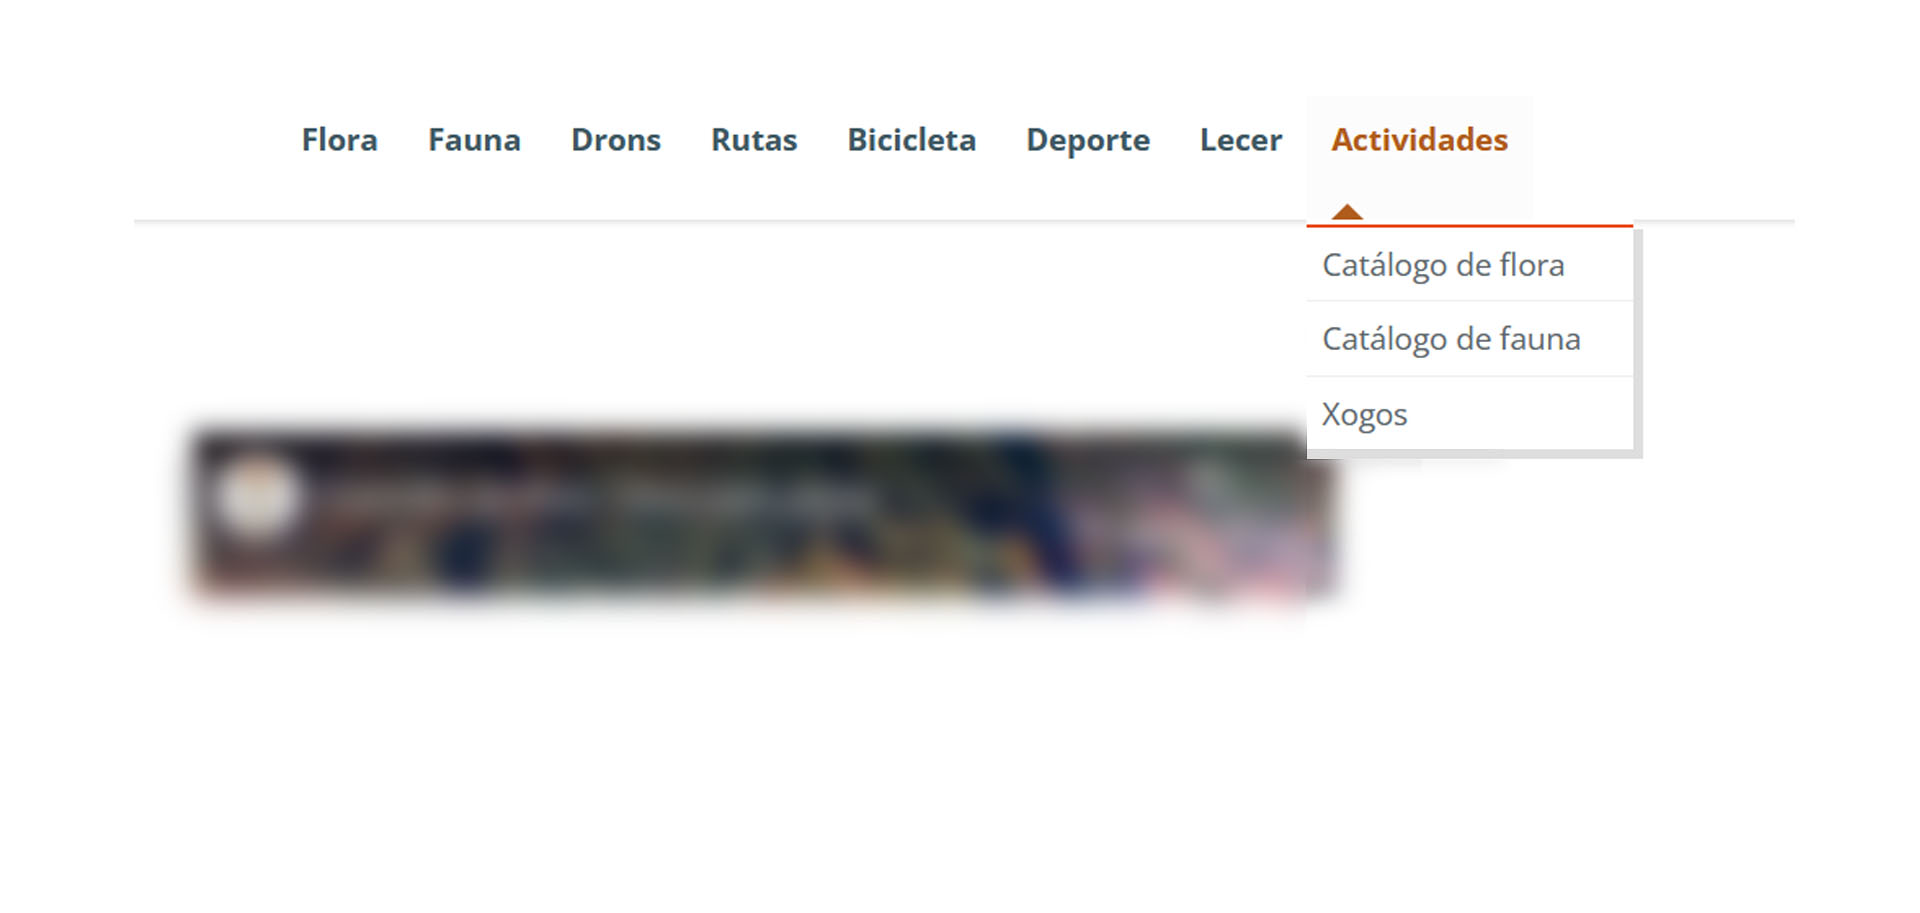 Flora Fauna Drons Rutas Bicicleta Deporte Lecer Actividades
Catálogo de flora
Catálogo de fauna
Xogos